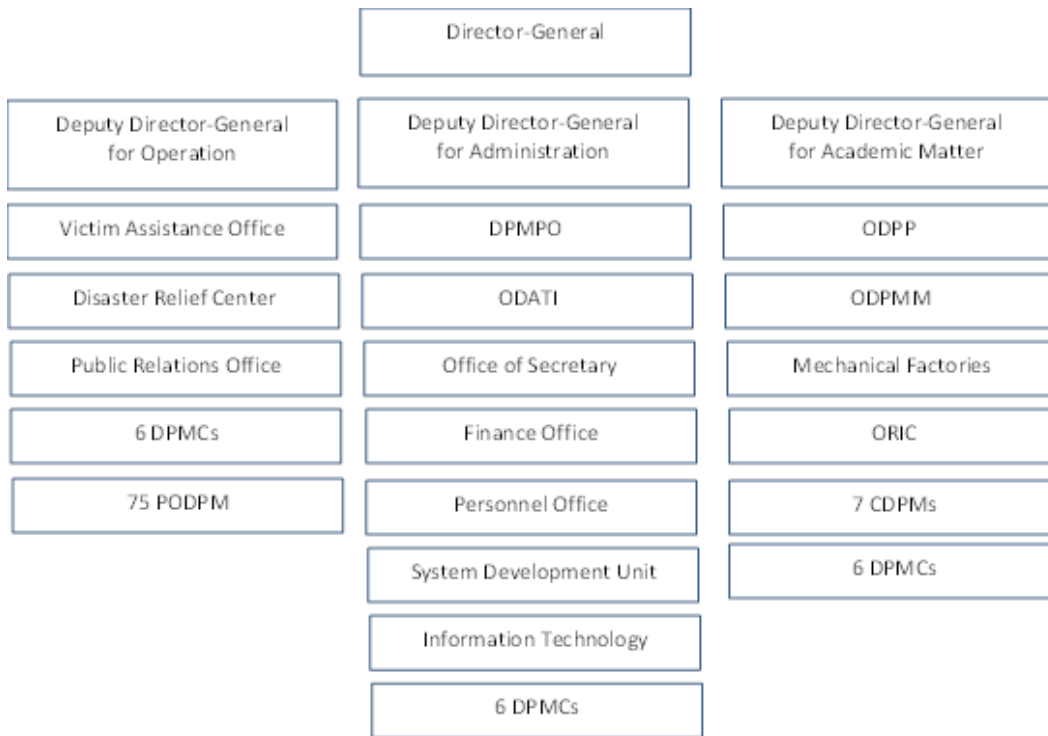 Director-General
Deputy Director-General
for Operation
Victim Assistance Office
Disaster Relief Center
Public Relations Office
6 DPMCs
75 PODPM
Deputy Director-General
for Administration
DPMPO
ODATI
Office of Secretary
Finance Office
Personnel Office
System Development Unit
Information Technology
6 DPMCs
Deputy Director-General
for Academic Matter
ODPP
ODPMM
Mechanical Factories
ORIC
7 CDPMs
6 DPMCs